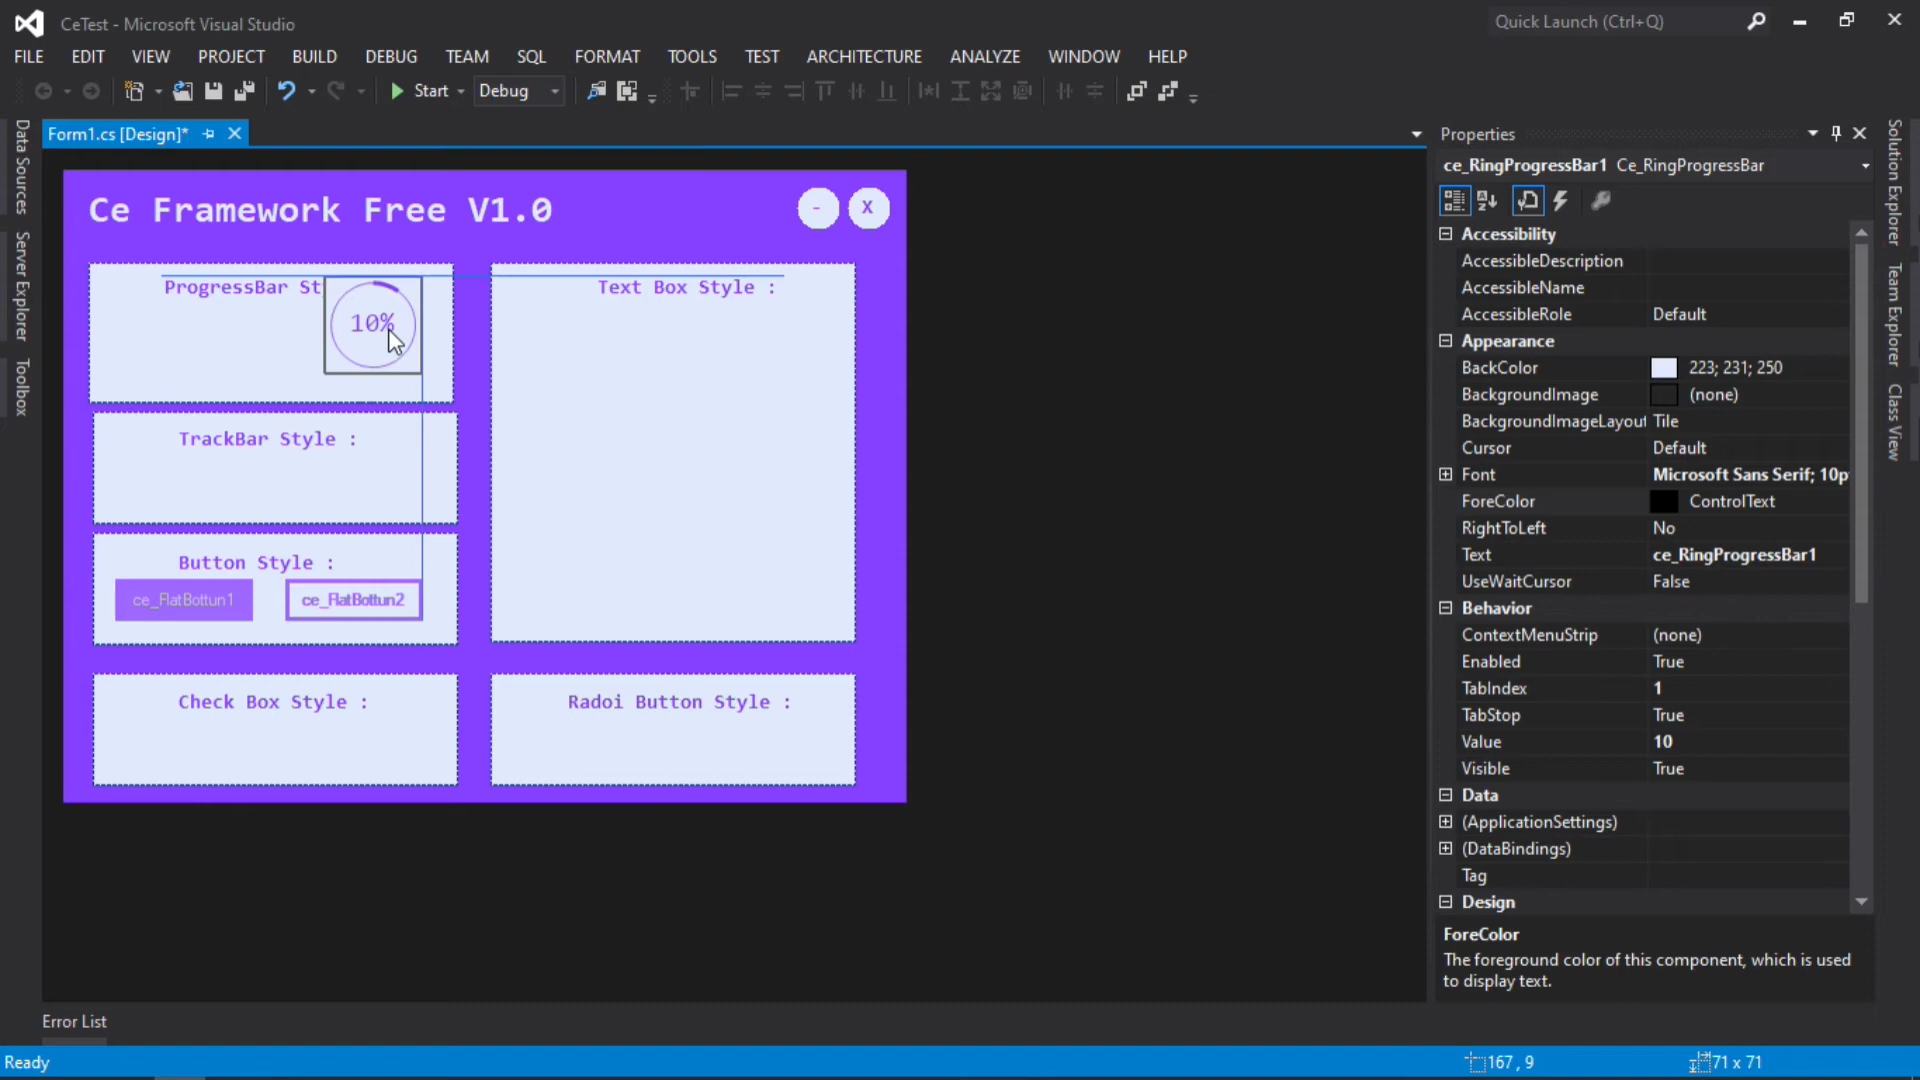 CeTest - Microsoft Visual Studio
Quick Launch (Ctrl+Q)
FILE EDIT VIEW PROJECT BUILD DEBUG TEAM SQL FORMAT TOOLS TEST ARCHITECTURE ANALYZE WINDOW HELP
Start Debug
Data Sources
Server Explorer
Toolbox
Form1.cs [Design]*
Ce Framework Free V1.0
- X
ProgressBar St
10%
Text Box Style :
TrackBar Style :
Button Style :
ce_FlatBottun1 ce_FlatBottun2
Check Box Style :
Radoi Button Style :
Properties
ce_RingProgressBar1 Ce_RingProgressBar
Accessibility
AccessibleDescription
AccessibleName
AccessibleRole Default
Appearance
BackColor 223; 231; 250
BackgroundImage (none)
BackgroundImageLayout Tile
Cursor Default
Font Microsoft Sans Serif; 10p
ForeColor ControlText
RightToLeft No
Text ce_RingProgressBar1
UseWaitCursor False
Behavior
ContextMenuStrip (none)
Enabled True
TabIndex 1
TabStop True
Value 10
Visible True
Data
(ApplicationSettings)
(DataBindings)
Tag
Design
ForeColor
The foreground color of this component, which is used
to display text.
Solution Explorer
Team Explorer
Class View
Error List
Ready
167 , 9
71 x 71